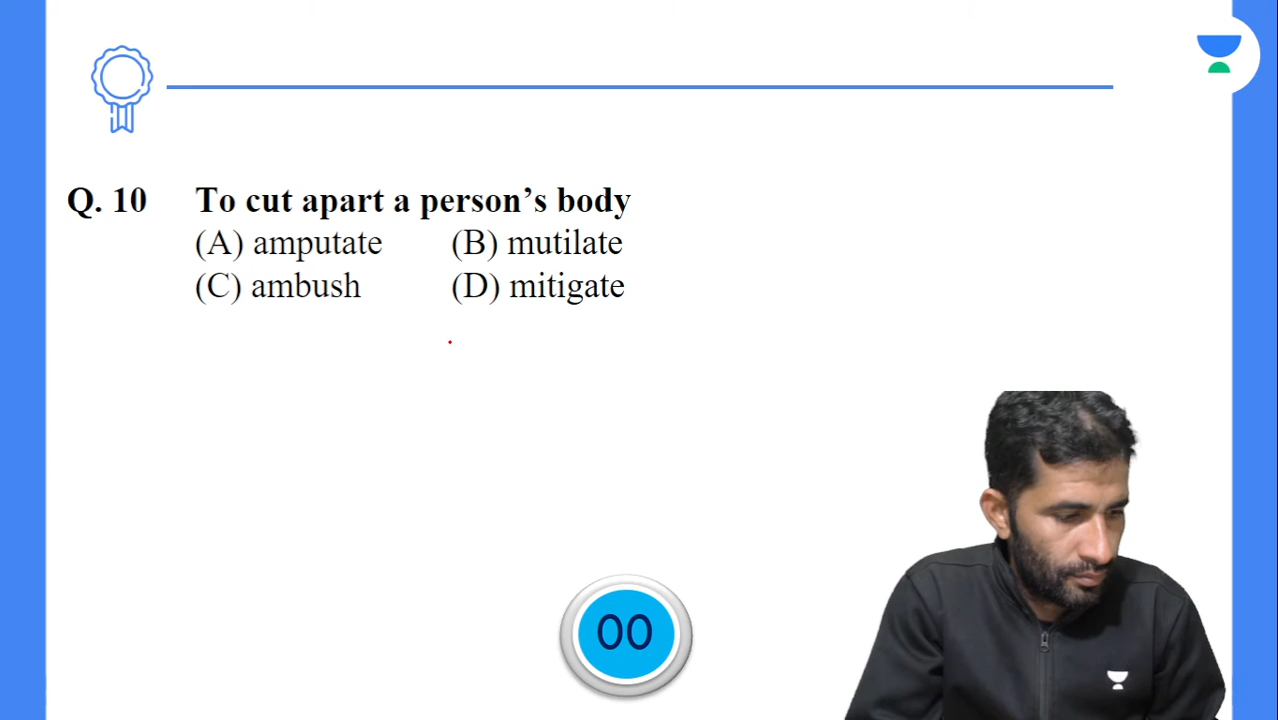 Q. 10 To cut apart a person’s body
(A) amputate (B) mutilate
(C) ambush (D) mitigate
00